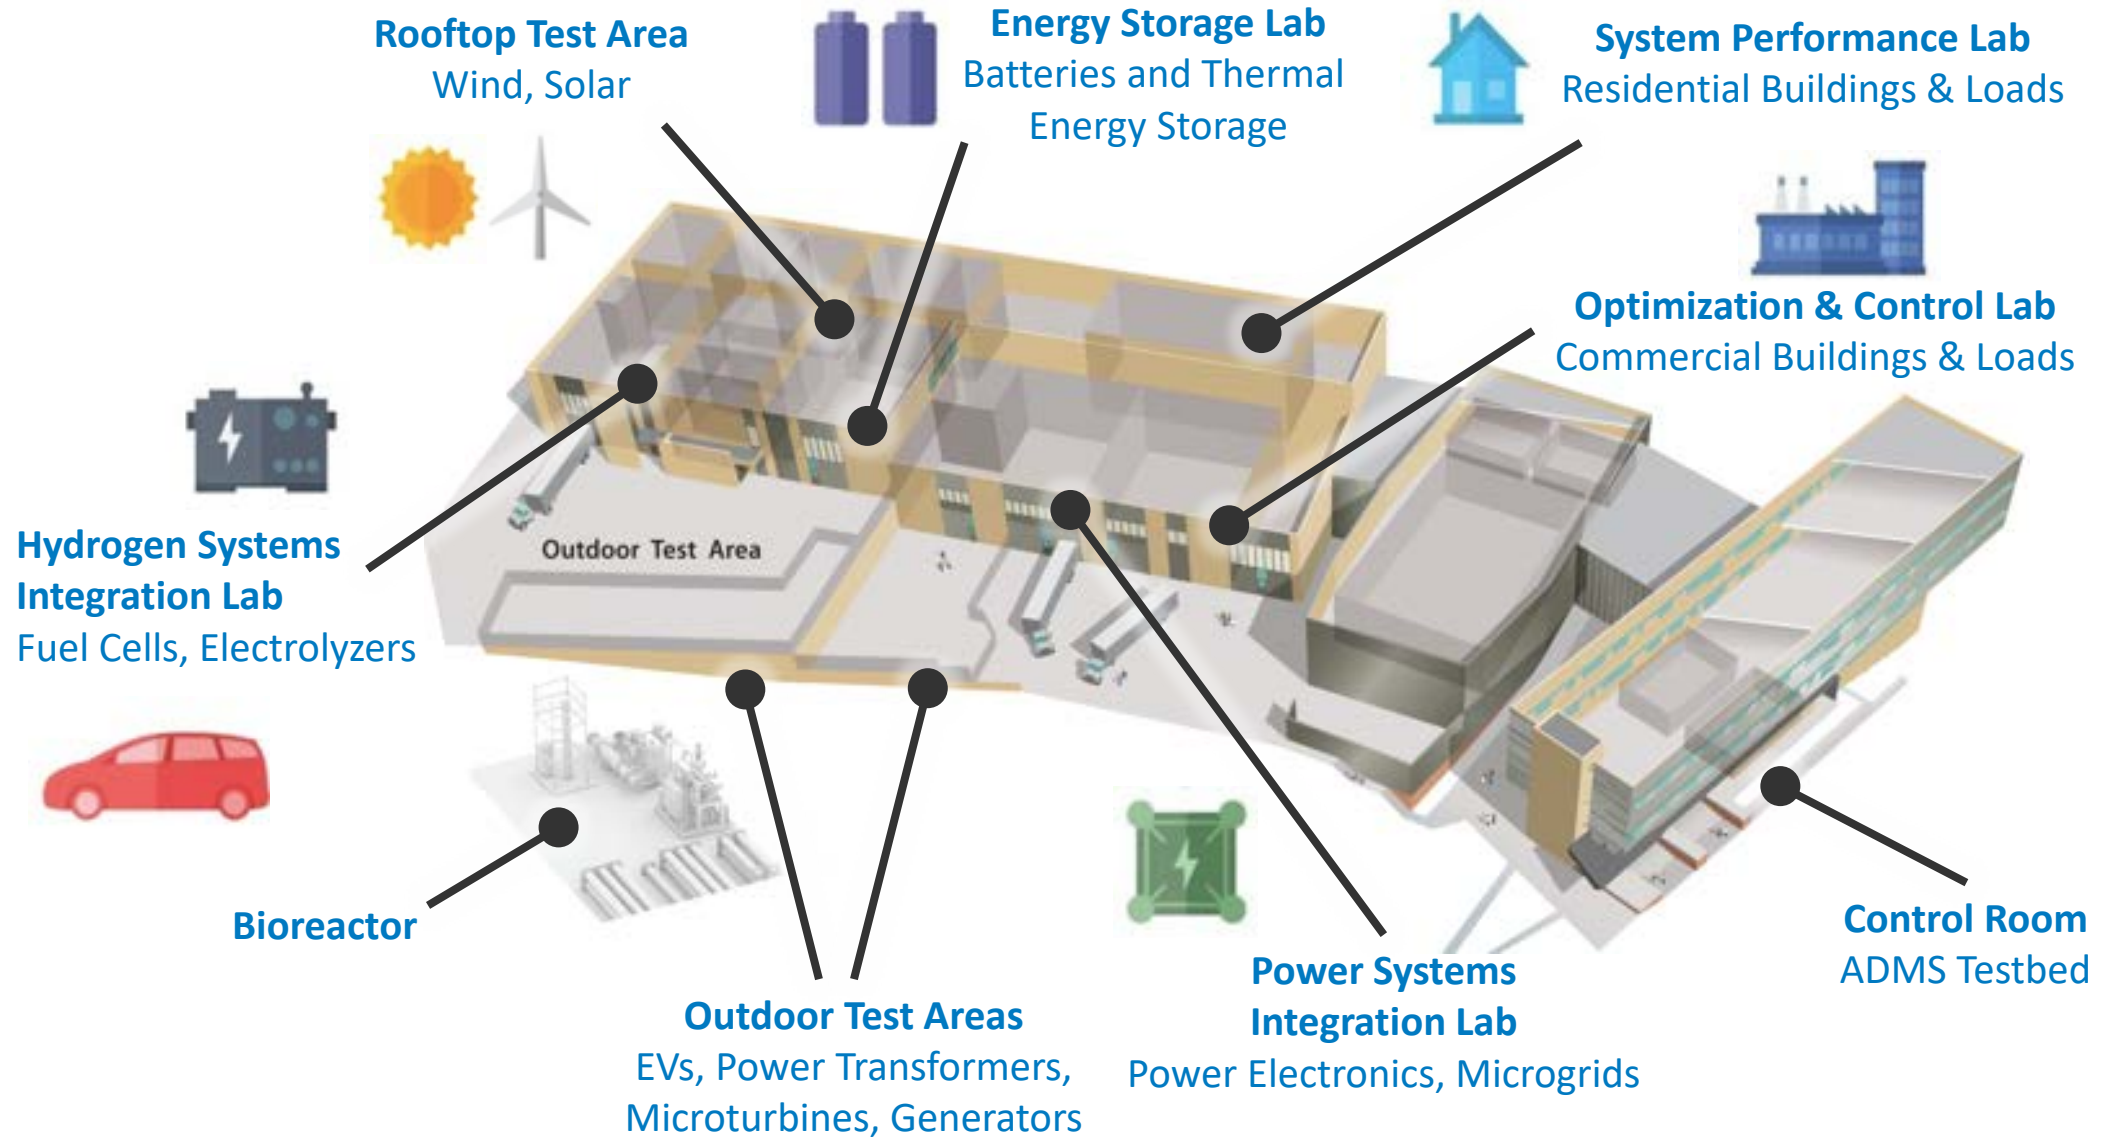 Rooftop Test Area
Wind, Solar
Energy Storage Lab
Batteries and Thermal
Energy Storage
System Performance Lab
Residential Buildings & Loads
Optimization & Control Lab
Commercial Buildings & Loads
Hydrogen Systems
Integration Lab
Fuel Cells, Electrolyzers
Outdoor Test Area
Bioreactor
Outdoor Test Areas
EVs, Power Transformers,
Microturbines, Generators
Power Systems
Integration Lab
Power Electronics, Microgrids
Control Room
ADMS Testbed